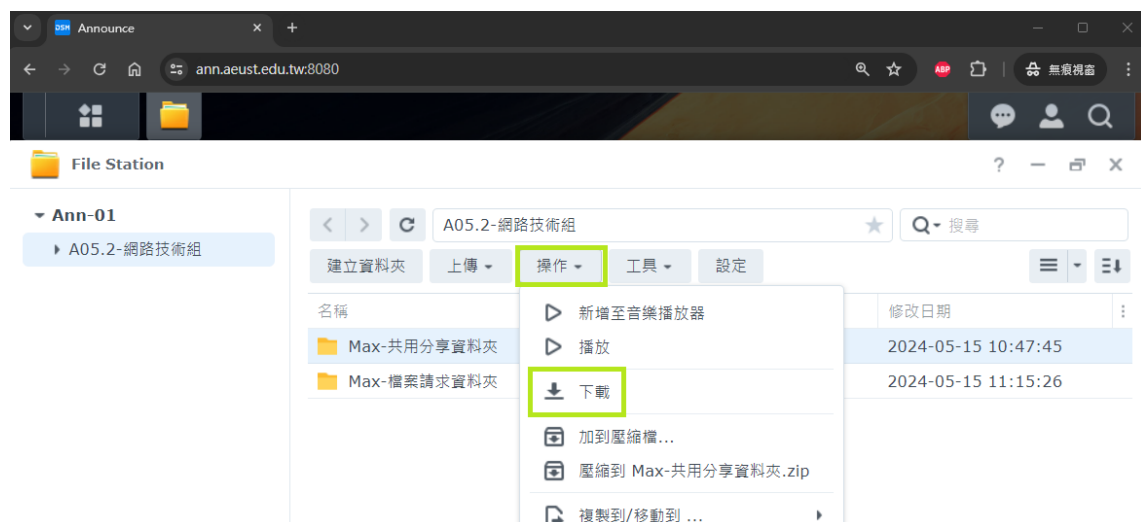 DSM Announce
ann.aeust.edu.tw:8080
ABP
無痕視窗
File Station
?
Ann-01
A05.2-網路技術組
A05.2-網路技術組
搜尋
建立資料夾 上傳 操作 工具 設定
名稱 修改日期
Max-共用分享資料夾 2024-05-15 10:47:45
Max-檔案請求資料夾 2024-05-15 11:15:26
新增至音樂播放器
播放
下載
加到壓縮檔...
壓縮到 Max-共用分享資料夾.zip
複製到/移動到 ...